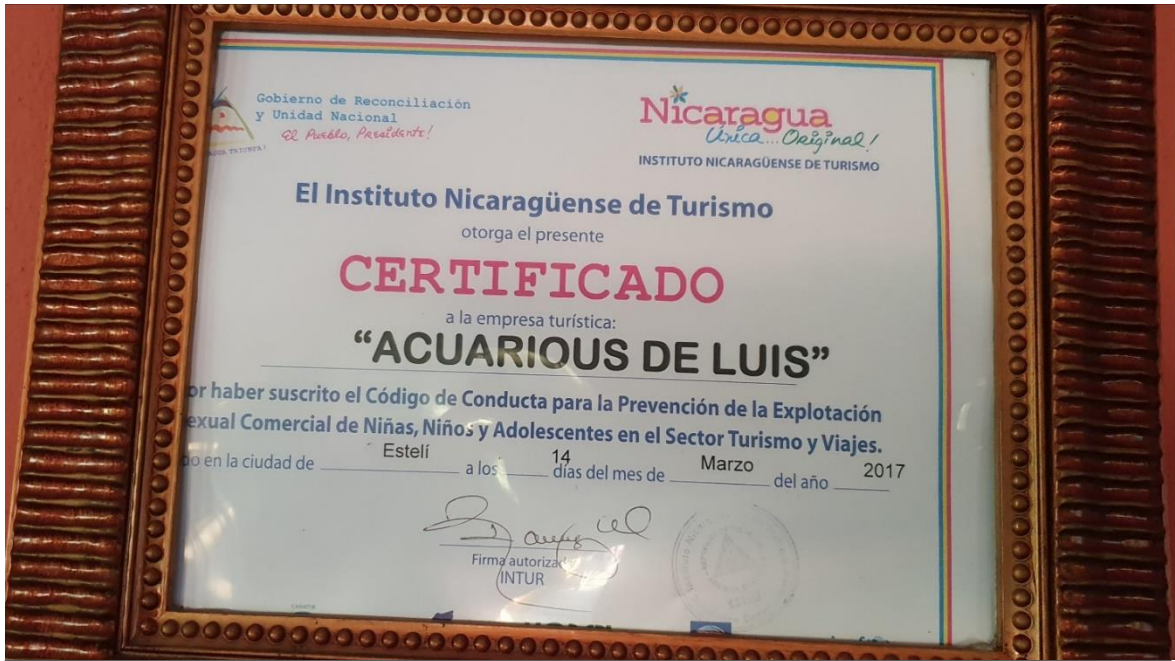 Gobierno de Reconciliación
y Unidad Nacional
El Pueblo, Presidente!
Nicaragua
Única... Original!
INSTITUTO NICARAGÜENSE DE TURISMO
El Instituto Nicaragüense de Turismo
otorga el presente
CERTIFICADO
a la empresa turística:
“ACUARIOUS DE LUIS”
or haber suscrito el Código de Conducta para la Prevención de la Explotación
exual Comercial de Niñas, Niños y Adolescentes en el Sector Turismo y Viajes.
en la ciudad de Estelí a los 14 días del mes de Marzo del año 2017
Firma autorizada
INTUR